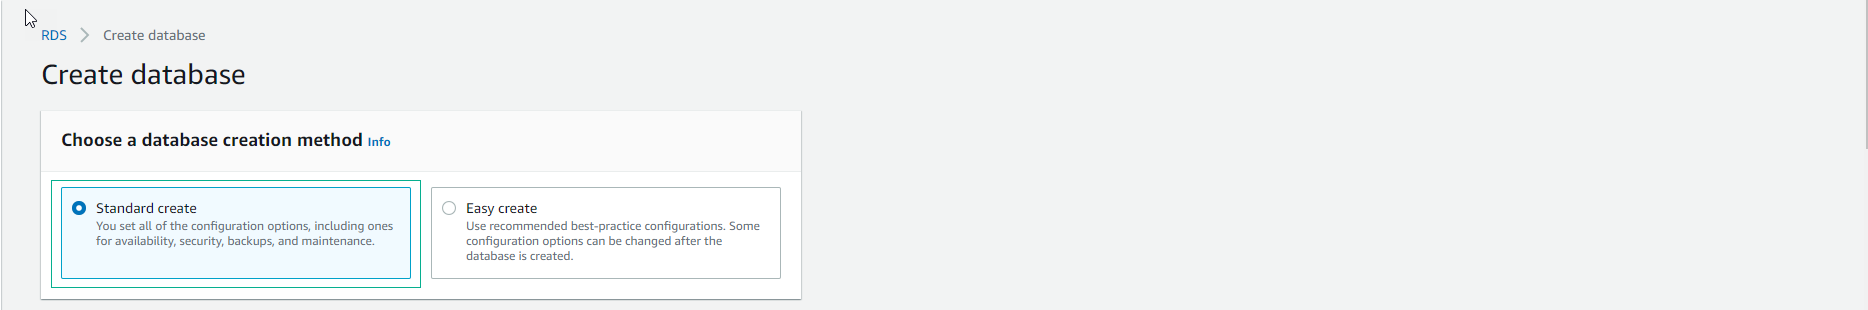 RDS > Create database
Create database
Choose a database creation method Info
Standard create
You set all of the configuration options, including ones
for availability, security, backups, and maintenance.
Easy create
Use recommended best-practice configurations. Some
configuration options can be changed after the
database is created.